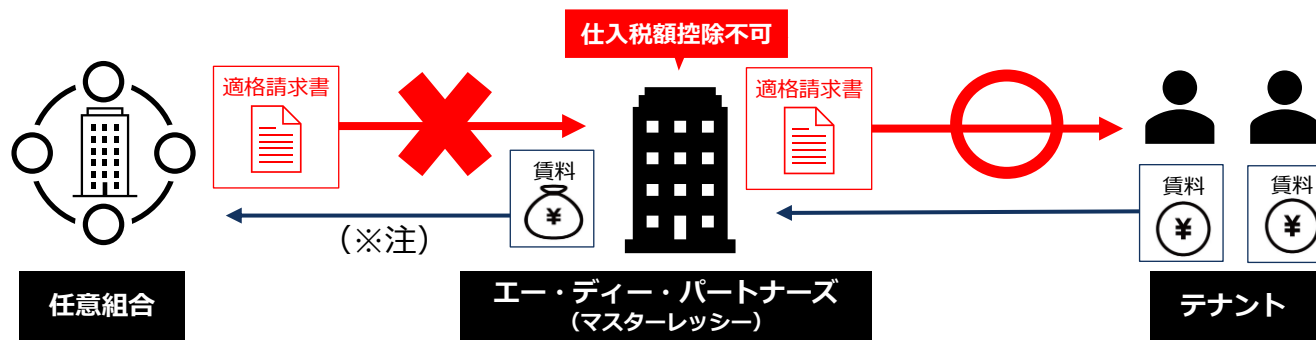 仕入税額控除不可
適格請求書
適格請求書
賃料
¥
（※注）
賃料
¥
賃料
¥
任意組合
エー・ディー・パートナーズ
（マスターレッシー）
テナント